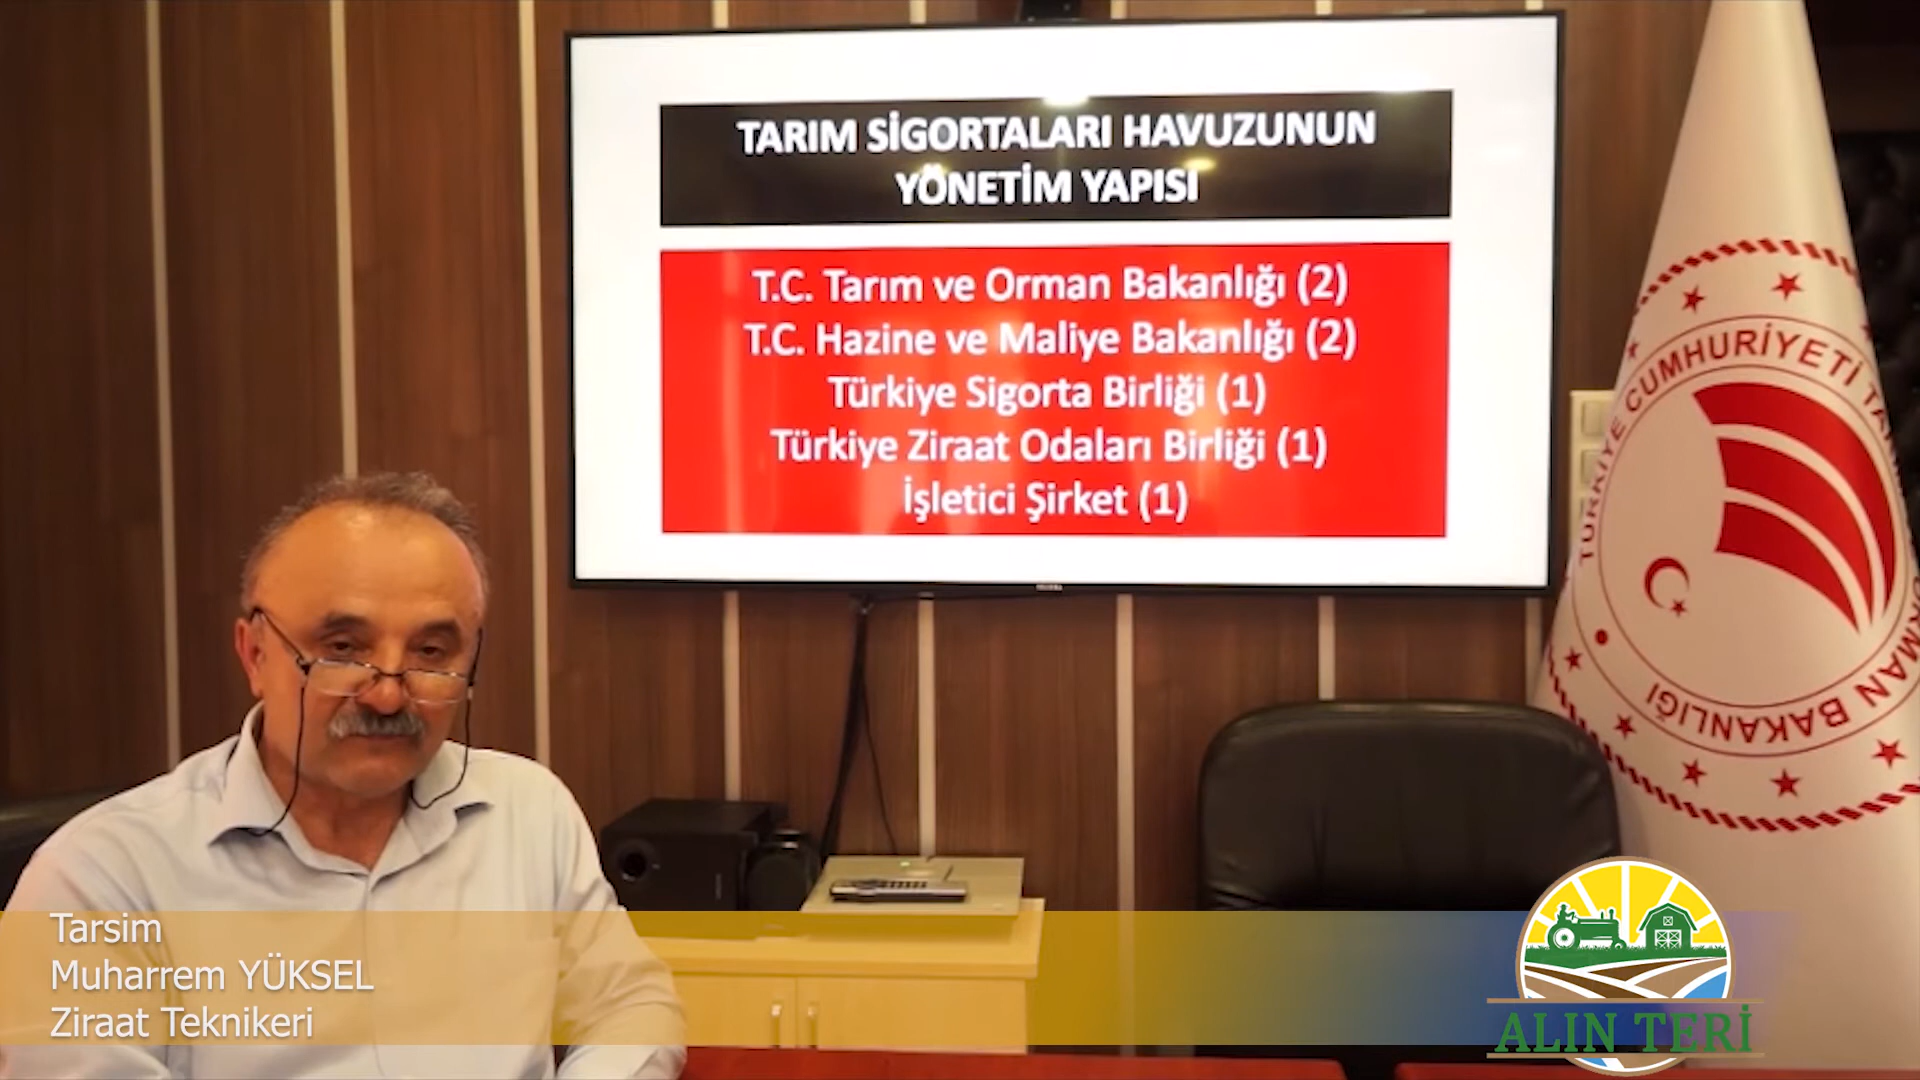 TARIM SİGORTALARI HAVUZUNUN
YÖNETİM YAPISI
T.C. Tarım ve Orman Bakanlığı (2)
T.C. Hazine ve Maliye Bakanlığı (2)
Türkiye Sigorta Birliği (1)
Türkiye Ziraat Odaları Birliği (1)
İşletici Şirket (1)
TÜRKİYE CUMHURİYETİ TA
ORMAN BAKANLIĞI
Tarsim
Muharrem YÜKSEL
Ziraat Teknikeri
ALIN TERİ